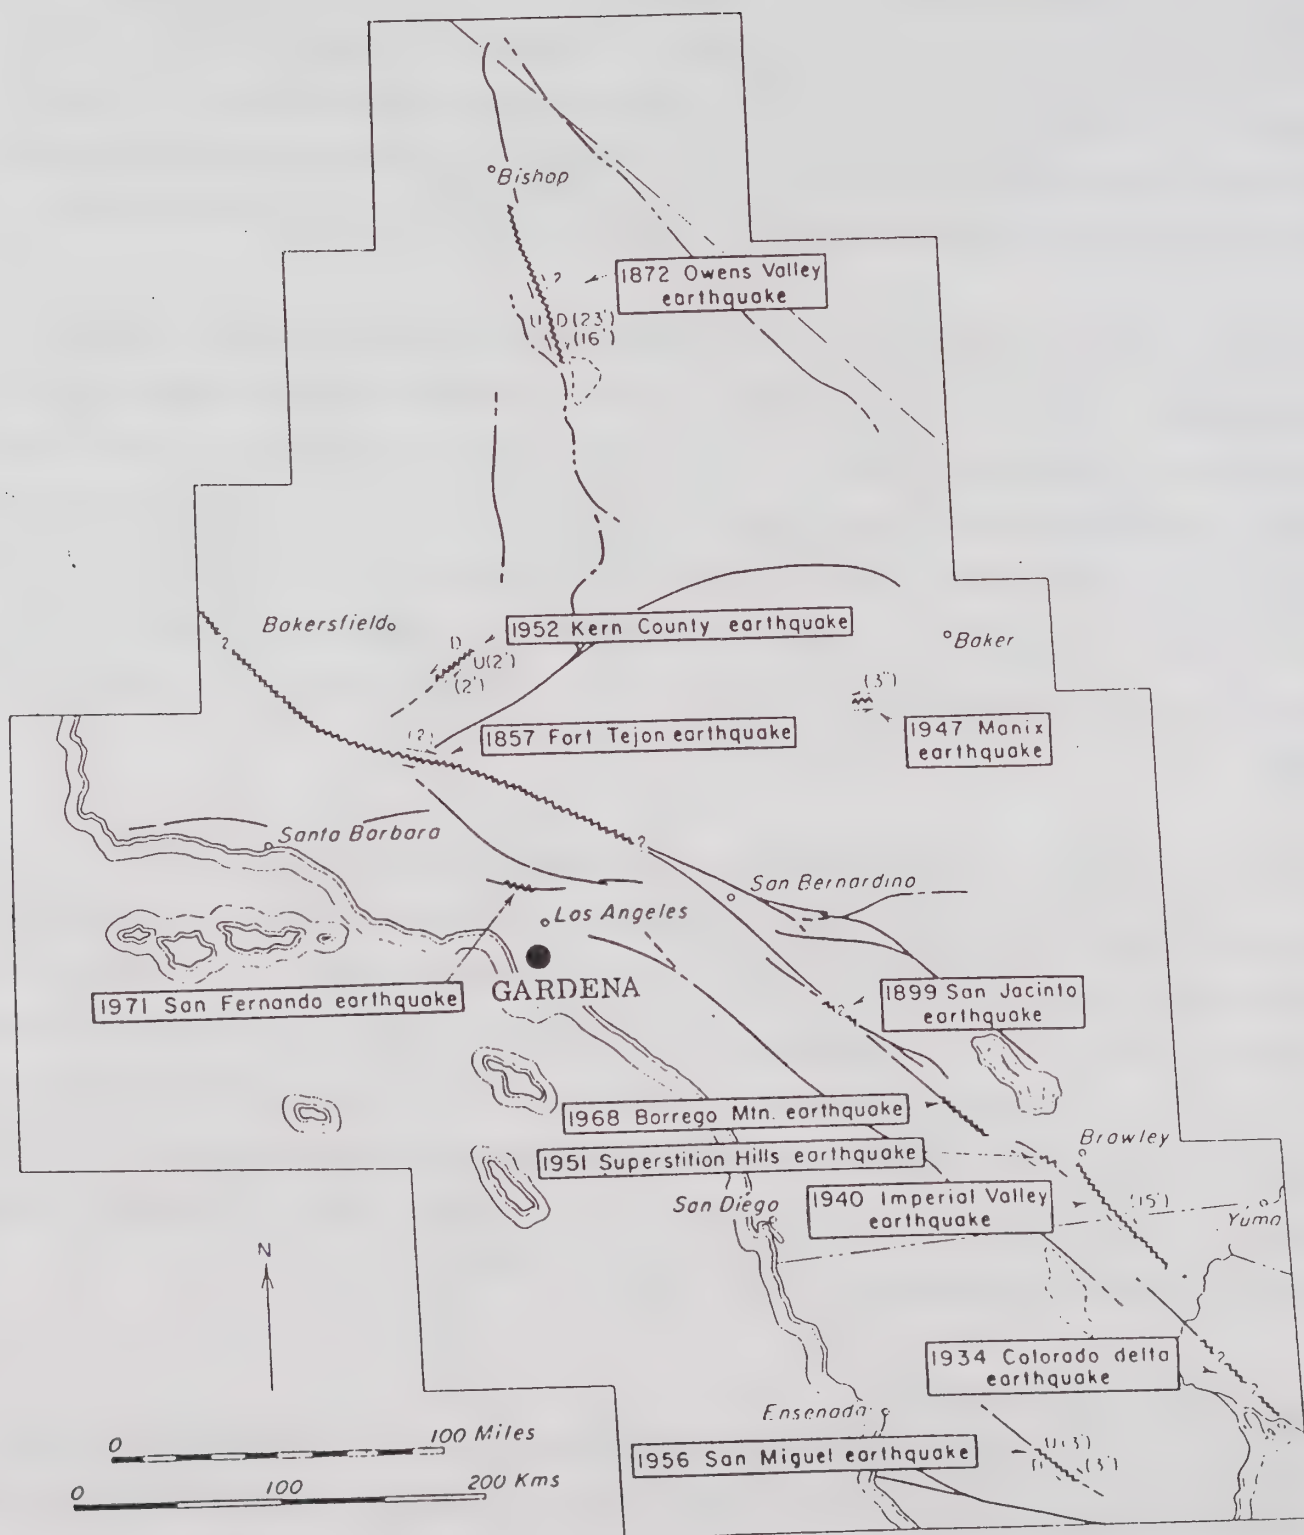 Bishop
?
1872 Owens Valley
earthquake
U D (23')
(16')
Bakersfield
1952 Kern County earthquake
D
U(2')
(2')
Baker
?
(3")
1947 Manix
earthquake
(?)
1857 Fort Tejon earthquake
Santa Barbara
?
San Bernardino
Los Angeles
GARDENA
1971 San Fernando earthquake
1899 San Jacinto
earthquake
?
?
1968 Borrego Mtn. earthquake
1951 Superstition Hills earthquake
Brawley
San Diego
1940 Imperial Valley
earthquake
(15')
Yuma
N
1934 Colorado delta
earthquake
?
?
Ensenada
1956 San Miguel earthquake
U(3')
D (3')
0 100 Miles
0 100 200 Kms